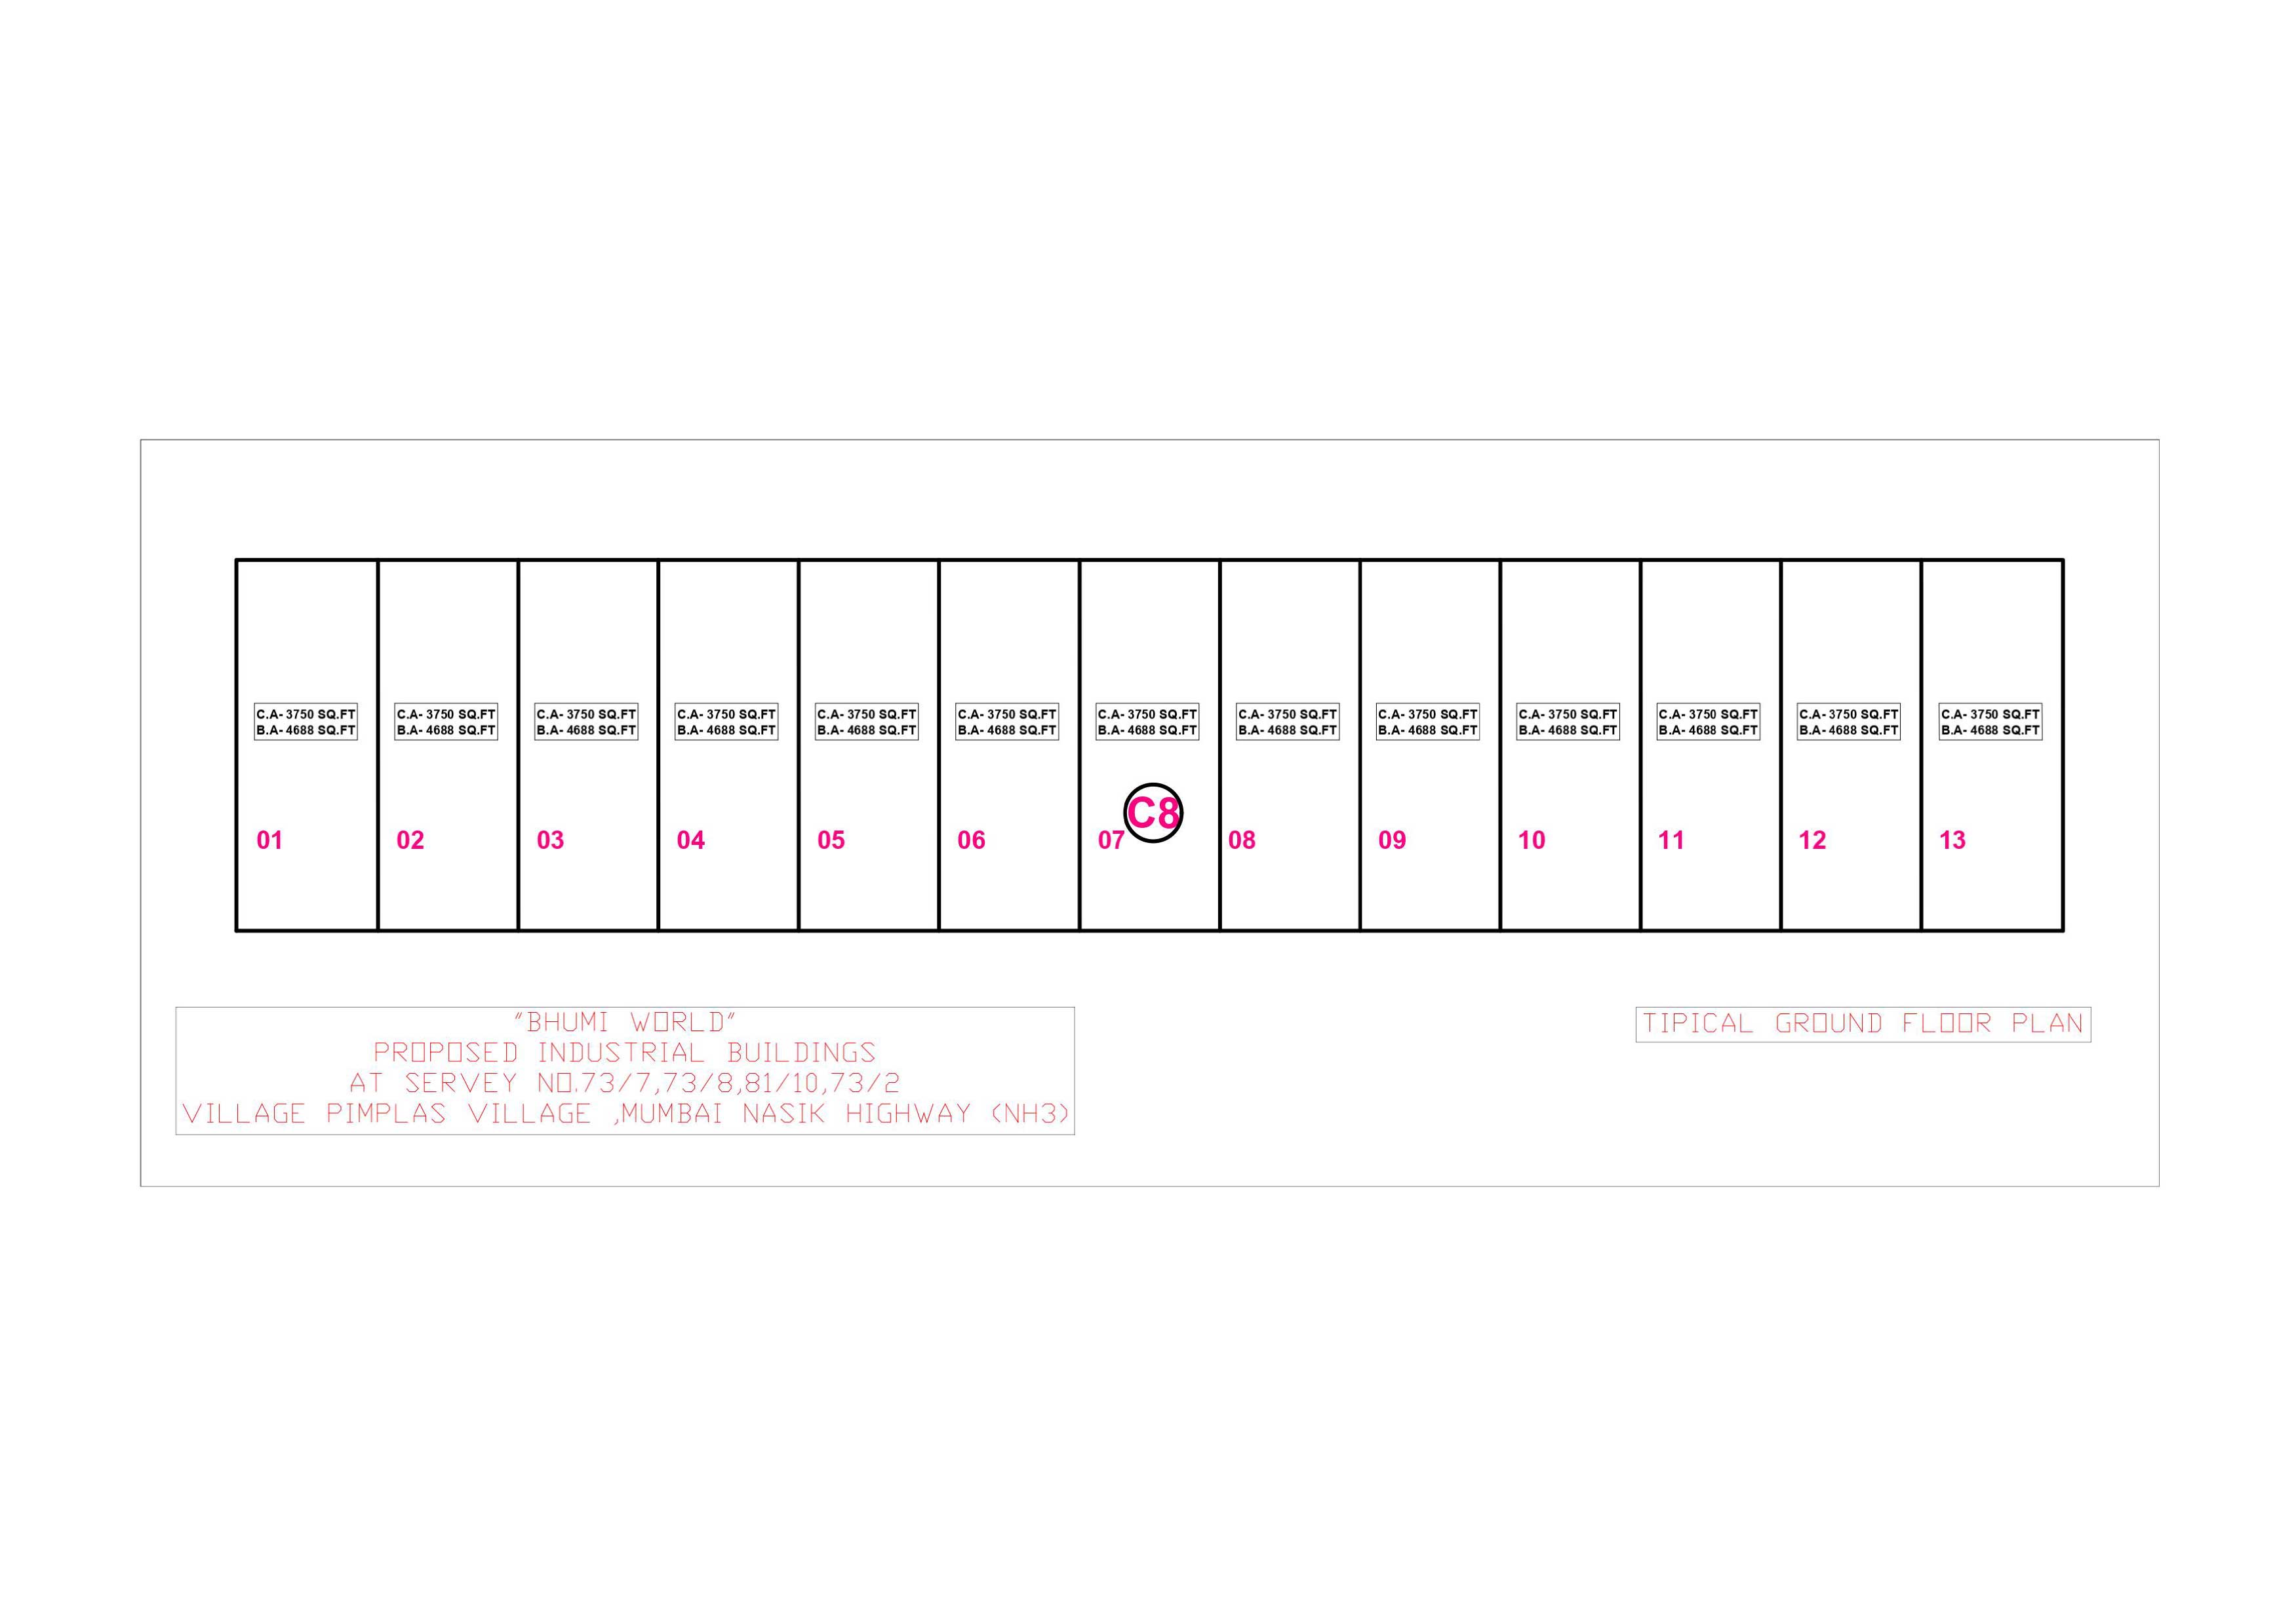 C.A- 3750 SQ.FT
B.A- 4688 SQ.FT
C.A- 3750 SQ.FT
B.A- 4688 SQ.FT
C.A- 3750 SQ.FT
B.A- 4688 SQ.FT
C.A- 3750 SQ.FT
B.A- 4688 SQ.FT
C.A- 3750 SQ.FT
B.A- 4688 SQ.FT
C.A- 3750 SQ.FT
B.A- 4688 SQ.FT
C.A- 3750 SQ.FT
B.A- 4688 SQ.FT
C.A- 3750 SQ.FT
B.A- 4688 SQ.FT
C.A- 3750 SQ.FT
B.A- 4688 SQ.FT
C.A- 3750 SQ.FT
B.A- 4688 SQ.FT
C.A- 3750 SQ.FT
B.A- 4688 SQ.FT
C.A- 3750 SQ.FT
B.A- 4688 SQ.FT
C.A- 3750 SQ.FT
B.A- 4688 SQ.FT
C8
01
02
03
04
05
06
07
08
09
10
11
12
13
"BHUMI WORLD"
PROPOSED INDUSTRIAL BUILDINGS
AT SERVEY NO.73/7,73/8,81/10,73/2
VILLAGE PIMPLAS VILLAGE ,MUMBAI NASIK HIGHWAY (NH3)
TIPICAL GROUND FLOOR PLAN